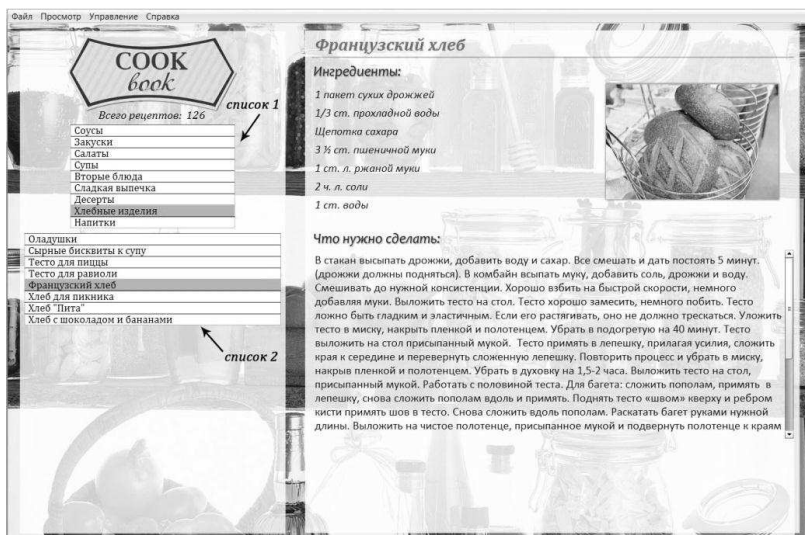 Файл Просмотр Управление Справка
COOK
book
Всего рецептов: 126
список 1
Соусы
Закуски
Салаты
Супы
Вторые блюда
Сладкая выпечка
Десерты
Хлебные изделия
Напитки
Оладушки
Сырные бисквиты к супу
Тесто для пиццы
Тесто для равиоли
Французский хлеб
Хлеб для пикника
Хлеб "Пита"
Хлеб с шоколадом и бананами
список 2
Французский хлеб
Ингредиенты:
1 пакет сухих дрожжей
1/3 ст. прохладной воды
Щепотка сахара
3 ½ ст. пшеничной муки
1 ст. л. ржаной муки
2 ч. л. соли
1 ст. воды
Что нужно сделать:
В стакан высыпать дрожжи, добавить воду и сахар. Все смешать и дать постоять 5 минут.
(дрожжи должны подняться). В комбайн всыпать муку, добавить соль, дрожжи и воду.
Смешивать до нужной консистенции. Хорошо взбить на быстрой скорости, немного
добавляя муки. Выложить тесто на стол. Тесто хорошо замесить, немного побить. Тесто
ложно быть гладким и эластичным. Если его растягивать, оно не должно трескаться. Уложить
тесто в миску, накрыть пленкой и полотенцем. Убрать в подогретую на 40 минут. Тесто
выложить на стол присыпанный мукой. Тесто примять в лепешку, прилагая усилия, сложить
края к середине и перевернуть сложенную лепешку. Повторить процесс и убрать в миску,
накрыв пленкой и полотенцем. Убрать в духовку на 1,5-2 часа. Выложить тесто на стол,
присыпанный мукой. Работать с половиной теста. Для багета: сложить пополам, примять в
лепешку, снова сложить пополам вдоль и примять. Поднять тесто «швом» кверху и ребром
кисти примять шов в тесто. Снова сложить вдоль пополам. Раскатать багет руками нужной
длины. Выложить на чистое полотенце, присыпанное мукой и подвернуть полотенце к краям